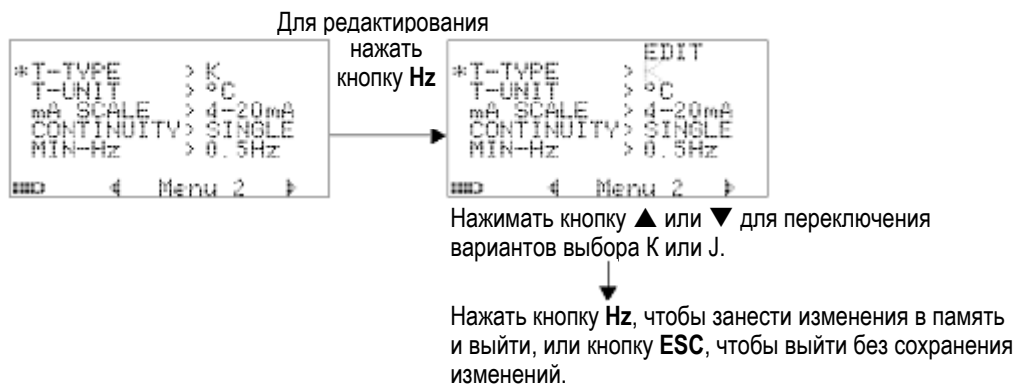 Для редактирования
нажать
кнопку Hz
*T-TYPE > K
T-UNIT > °C
mA SCALE > 4-20mA
CONTINUITY> SINGLE
MIN-Hz > 0.5Hz
Menu 2
EDIT
*T-TYPE > K
T-UNIT > °C
mA SCALE > 4-20mA
CONTINUITY> SINGLE
MIN-Hz > 0.5Hz
Menu 2
Нажимать кнопку ▲ или ▼ для переключения
вариантов выбора K или J.
Нажать кнопку Hz, чтобы занести изменения в память
и выйти, или кнопку ESC, чтобы выйти без сохранения
изменений.